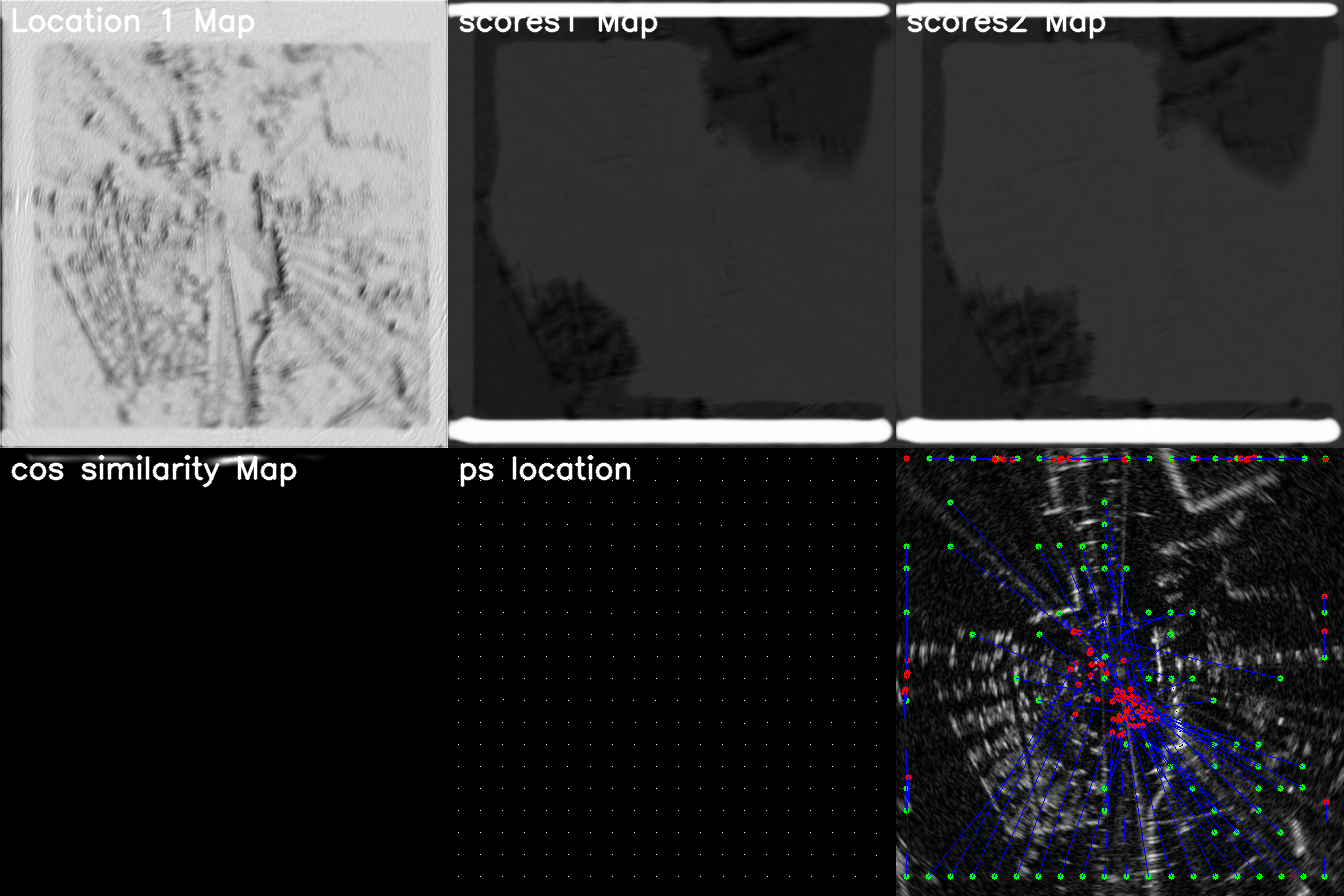 Location 1 Map
scores1 Map
scores2 Map
cos similarity Map
ps location